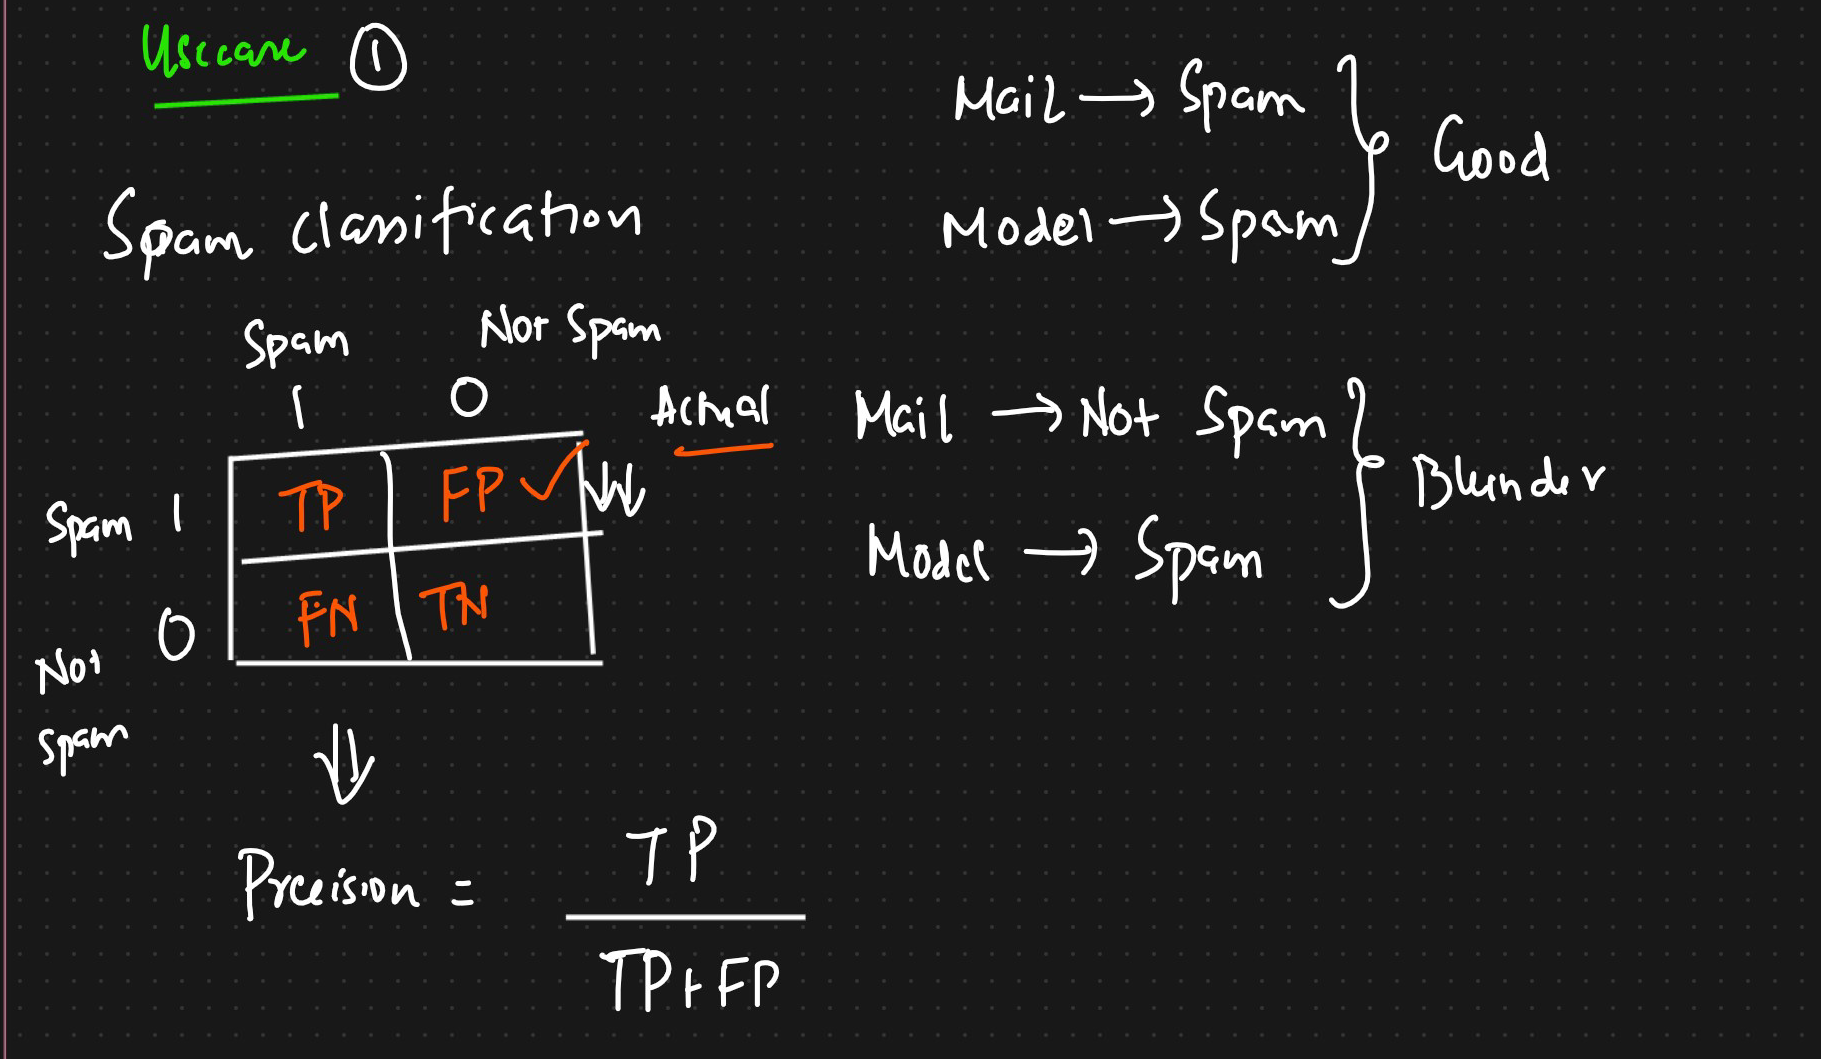 Usecase ①
Spam classification
Spam Not Spam
1 0 Actual
Spam 1 TP FP ✓
0 FN TN
Not
spam
Precision = TP
TP + FP
Mail → Spam
Model → Spam
Good
Mail → Not Spam
Model → Spam
Blunder